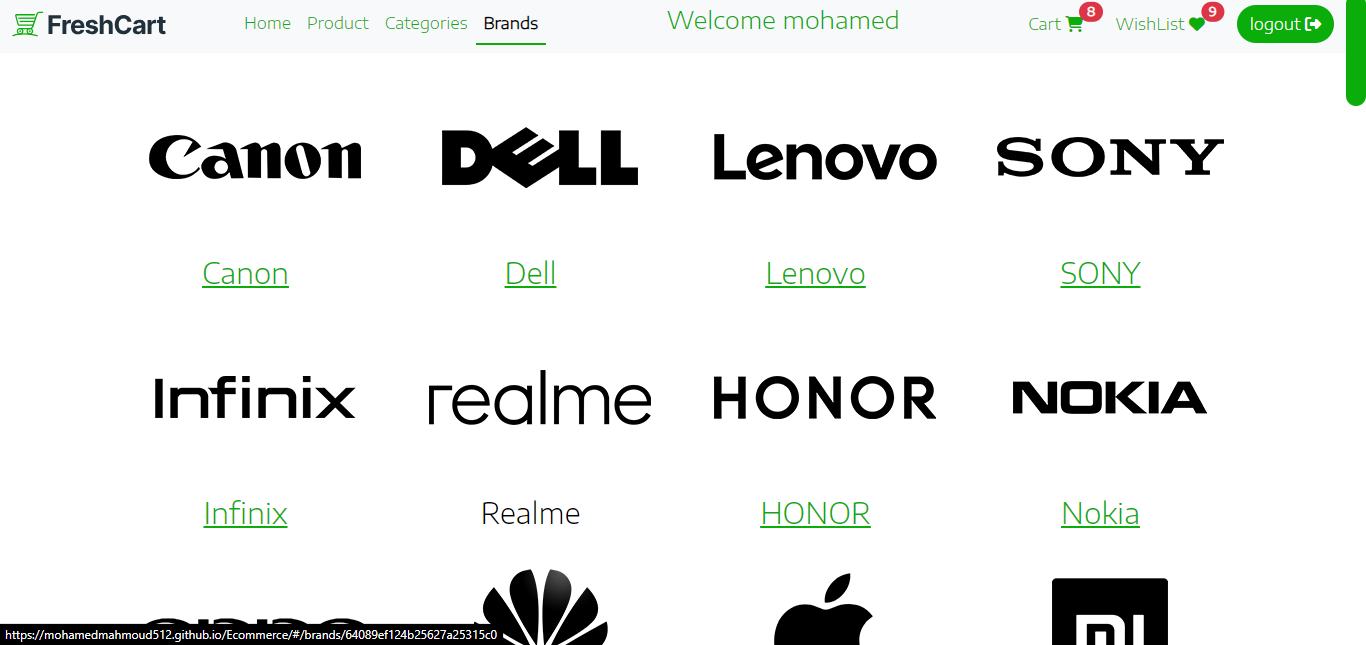 FreshCart Home Product Categories Brands Welcome mohamed Cart 8 WishList 9 logout
Canon DELL Lenovo SONY
Canon Dell Lenovo SONY
Infinix realme HONOR NOKIA
Infinix Realme HONOR Nokia
mi
https://mohamedmahmoud512.github.io/Ecommerce/#/brands/64089ef124b25627a25315c0